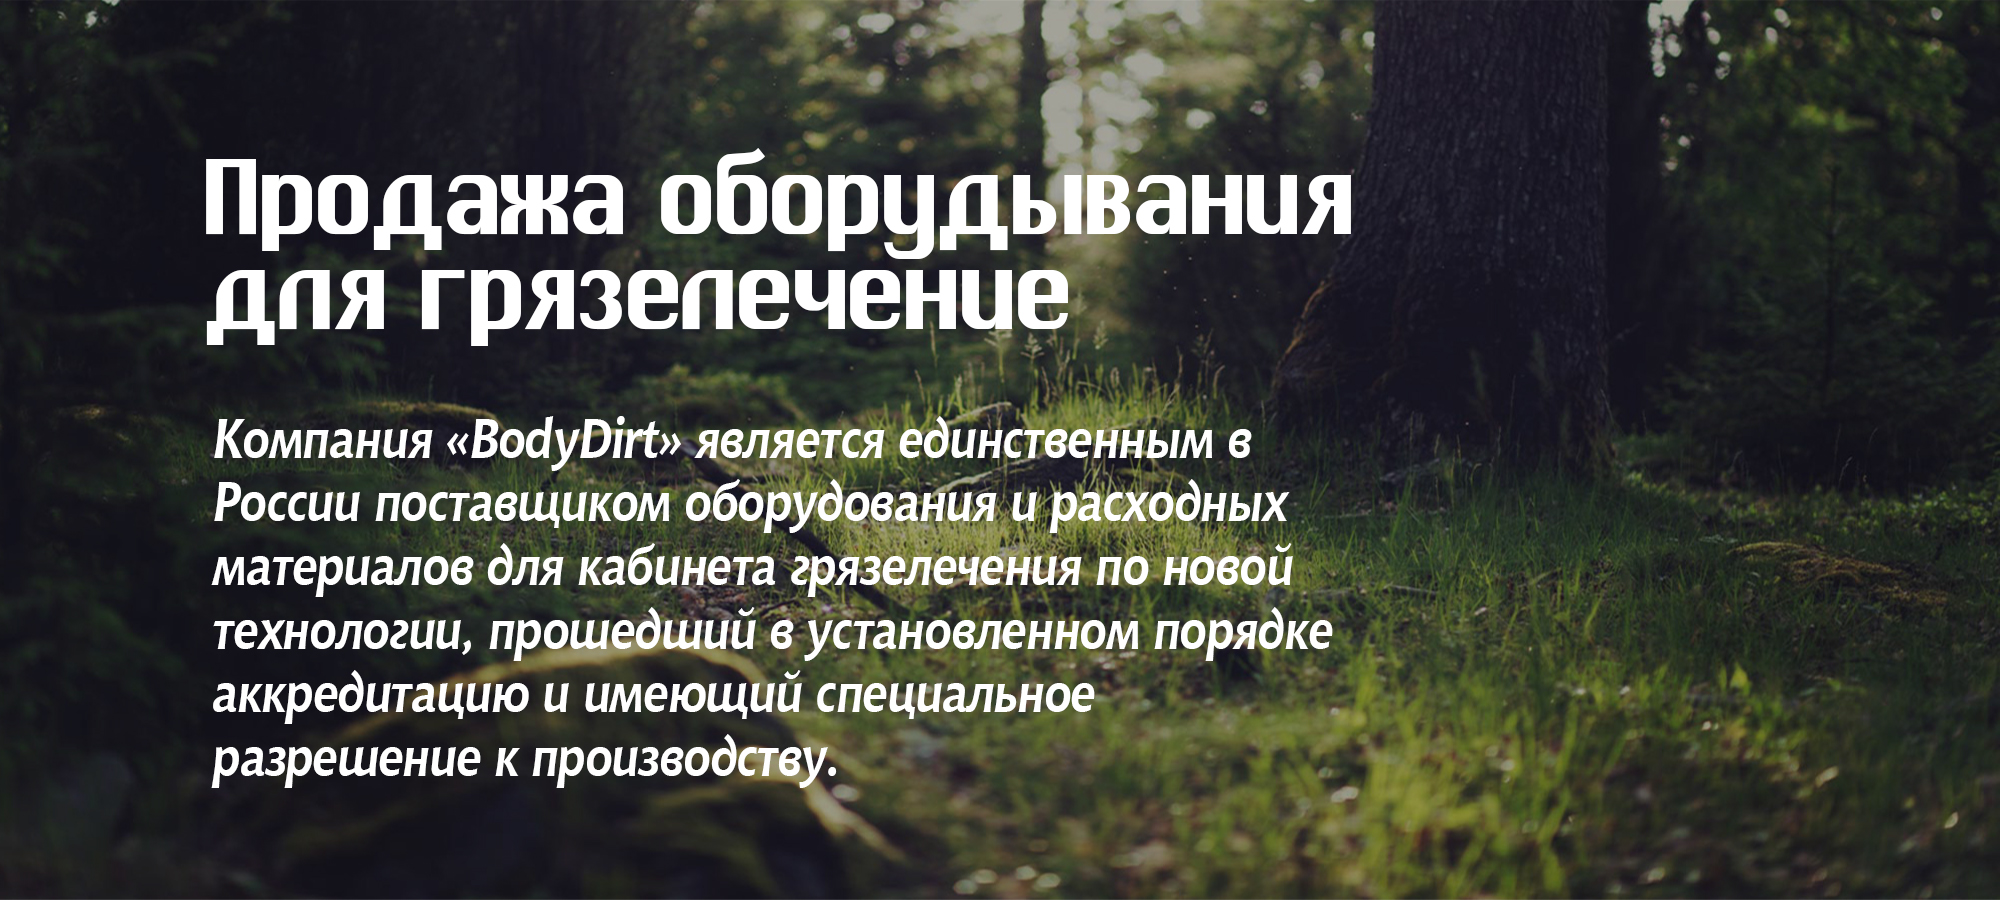 Продажа оборудывания
для грязелечение
Компания «BodyDirt» является единственным в
России поставщиком оборудования и расходных
материалов для кабинета грязелечения по новой
технологии, прошедший в установленном порядке
аккредитацию и имеющий специальное
разрешение к производству.